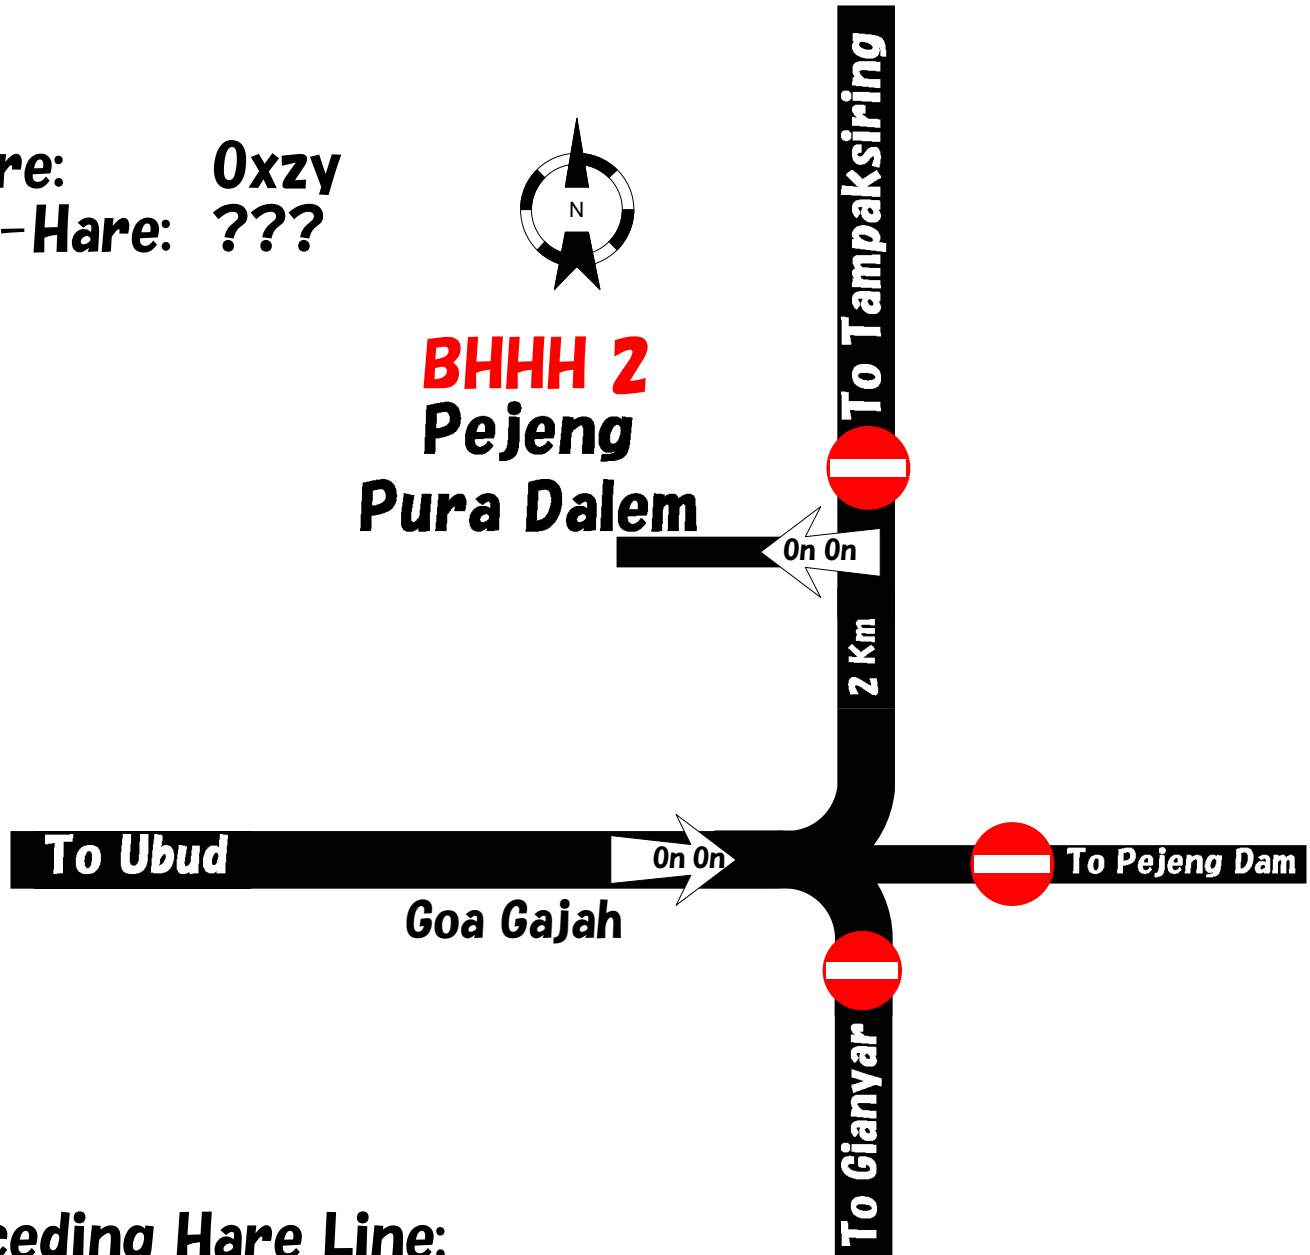 re: Oxzy
-Hare: ???
N
BHHH 2
Pejeng
Pura Dalem
To Tampaksiring
On On
2 Km
To Ubud
On On
To Pejeng Dam
Goa Gajah
To Gianyar
ceding Hare Line: